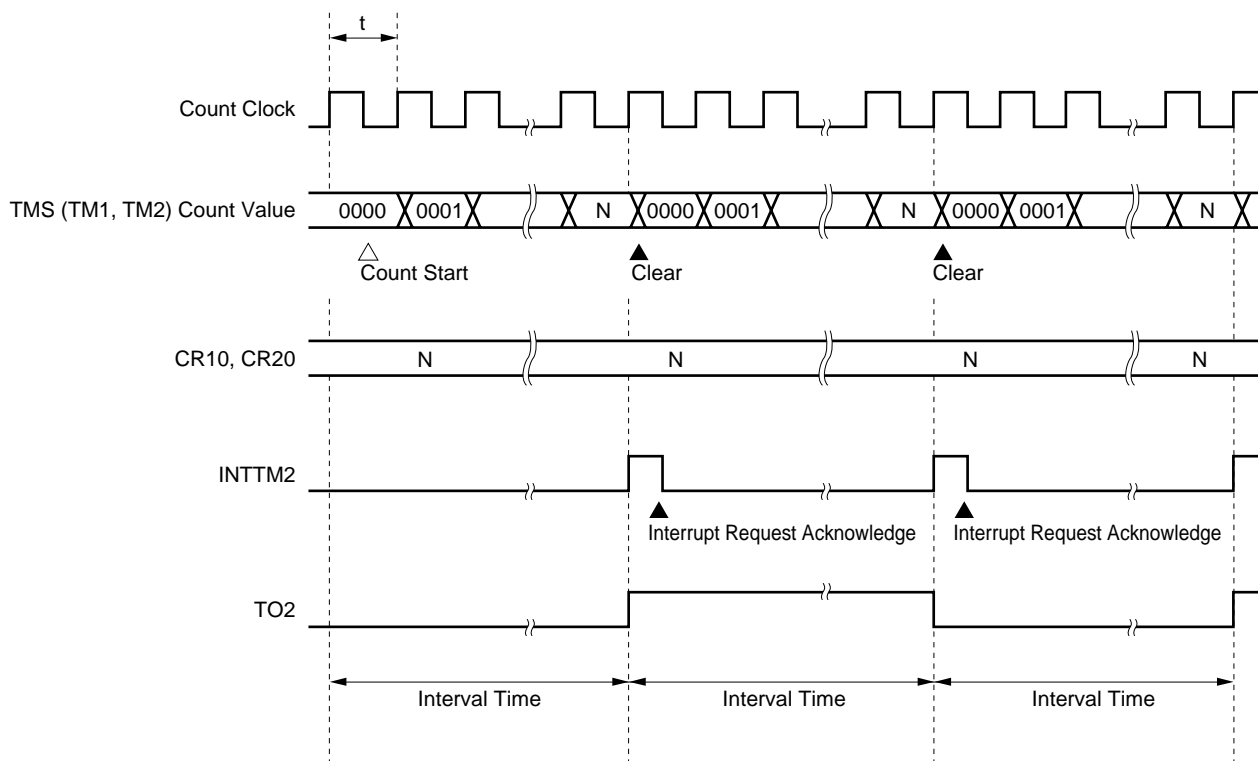 t
Count Clock
TMS (TM1, TM2) Count Value
0000 0001 N 0000 0001 N 0000 0001 N
Count Start Clear Clear
CR10, CR20 N N N N
INTTM2
Interrupt Request Acknowledge Interrupt Request Acknowledge
TO2
Interval Time Interval Time Interval Time